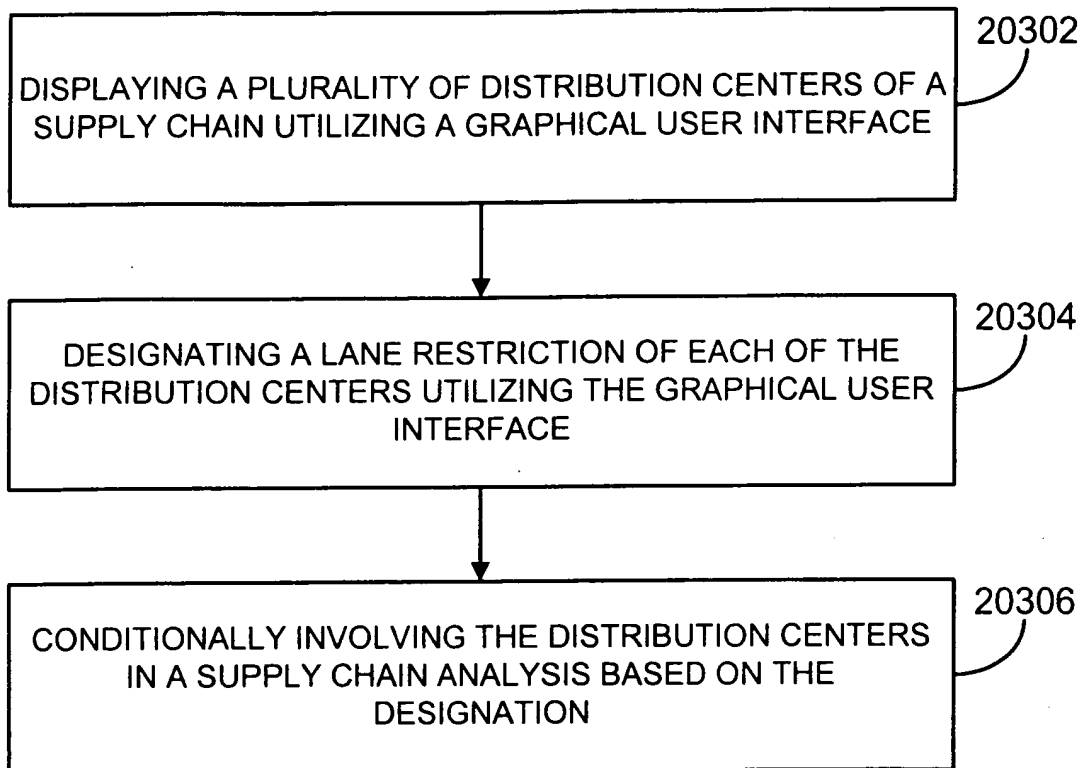 20302
DISPLAYING A PLURALITY OF DISTRIBUTION CENTERS OF A
SUPPLY CHAIN UTILIZING A GRAPHICAL USER INTERFACE
20304
DESIGNATING A LANE RESTRICTION OF EACH OF THE
DISTRIBUTION CENTERS UTILIZING THE GRAPHICAL USER
INTERFACE
20306
CONDITIONALLY INVOLVING THE DISTRIBUTION CENTERS
IN A SUPPLY CHAIN ANALYSIS BASED ON THE
DESIGNATION